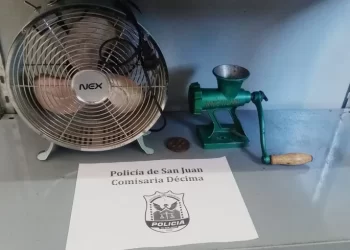 NEX
Policía de San Juan
Comisaría Décima
POLICIA